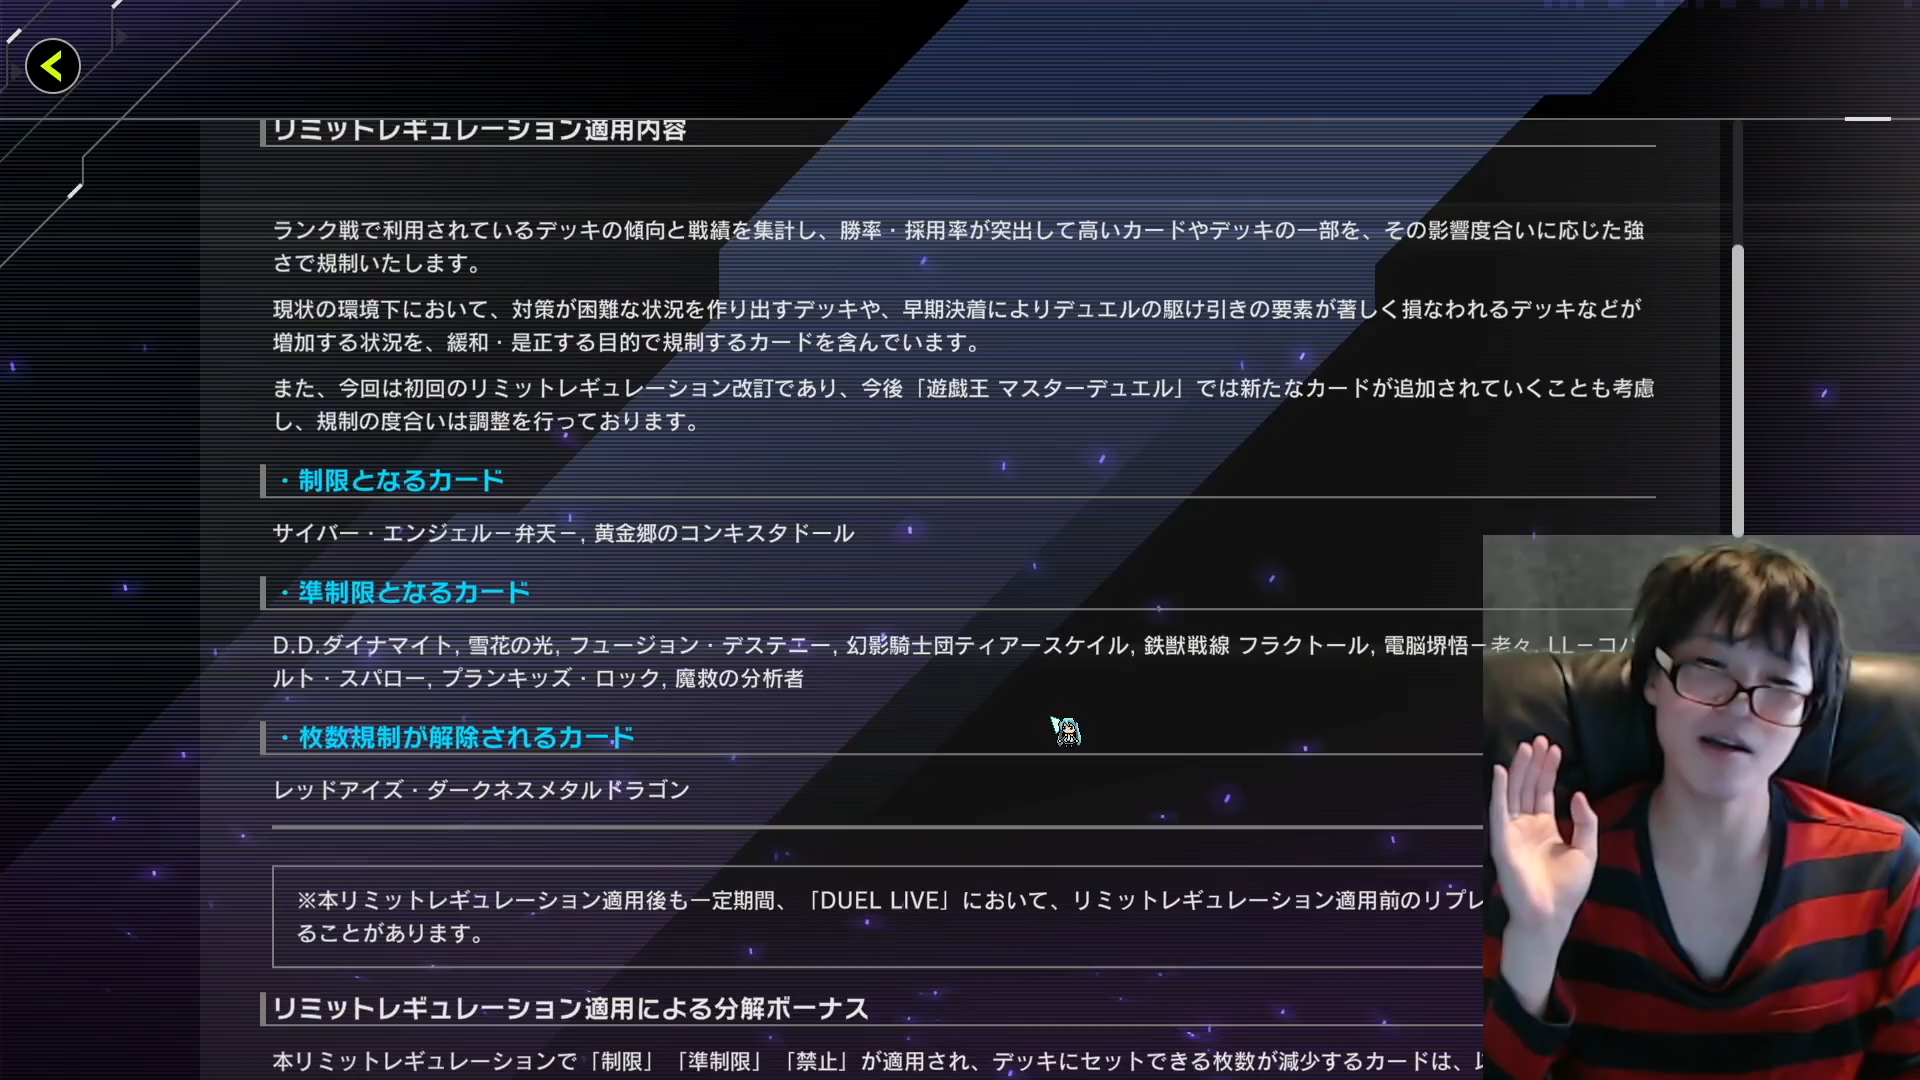 リミットレギュレーション適用内容
ランク戦で利用されているデッキの傾向と戦績を集計し、勝率・採用率が突出して高いカードやデッキの一部を、その影響度合いに応じた強
さで規制いたします。
現状の環境下において、対策が困難な状況を作り出すデッキや、早期決着によりデュエルの駆け引きの要素が著しく損なわれるデッキなどが
増加する状況を、緩和・是正する目的で規制するカードを含んでいます。
また、今回は初回のリミットレギュレーション改訂であり、今後「遊戯王 マスターデュエル」では新たなカードが追加されていくことも考慮
し、規制の度合いは調整を行っております。
・制限となるカード
サイバー・エンジェル－弁天－, 黄金郷のコンキスタドール
・準制限となるカード
D.D.ダイナマイト, 雪花の光, フュージョン・デステニー, 幻影騎士団ティアースケイル, 鉄獣戦線 フラクトール, 電脳堺悟－老々, LL－コバ
ルト・スパロー, プランキッズ・ロック, 魔救の分析者
・枚数規制が解除されるカード
レッドアイズ・ダークネスメタルドラゴン
※本リミットレギュレーション適用後も一定期間、「DUEL LIVE」において、リミットレギュレーション適用前のリプレ
ることがあります。
リミットレギュレーション適用による分解ボーナス
本リミットレギュレーションで「制限」「準制限」「禁止」が適用され、デッキにセットできる枚数が減少するカードは、